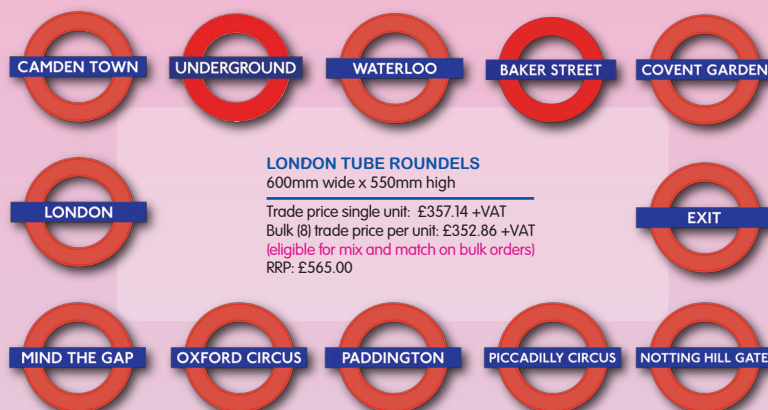 CAMDEN TOWN
UNDERGROUND
WATERLOO
BAKER STREET
COVENT GARDEN
LONDON TUBE ROUNDELS
600mm wide x 550mm high
LONDON
Trade price single unit: £357.14 +VAT
EXIT
Bulk (8) trade price per unit: £352.86 +VAT
(eligible for mix and match on bulk orders)
RRP: £565.00
MIND THE GAP
OXFORD CIRCUS
PADDINGTON
PICCADILLY CIRCUS
NOTTING HILL GATE